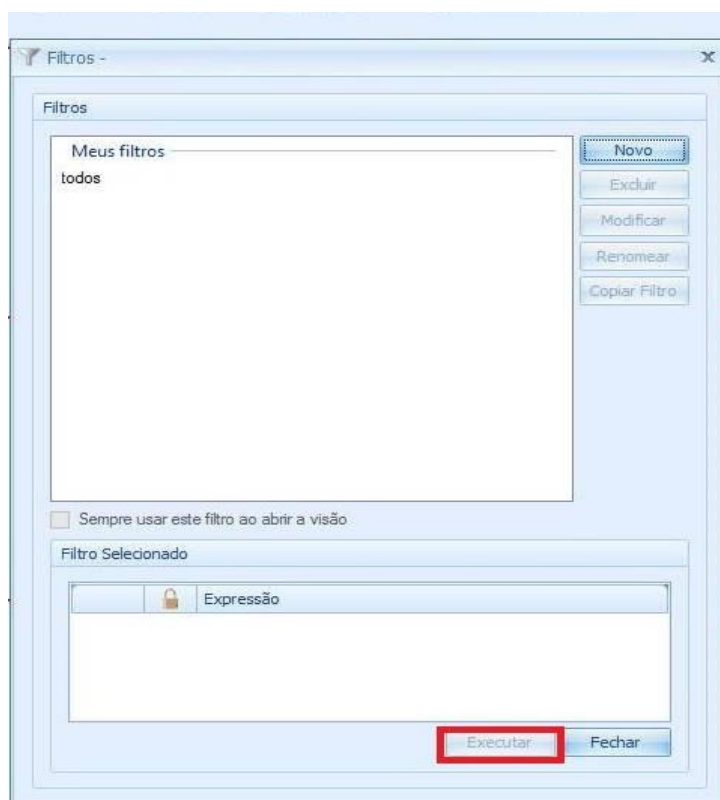 Filtros -
x
Filtros
Meus filtros
Novo
todos
Excluir
Modificar
Renomear
Copiar Filtro
Sempre usar este filtro ao abrir a visão
Filtro Selecionado
Expressão
Executar
Fechar